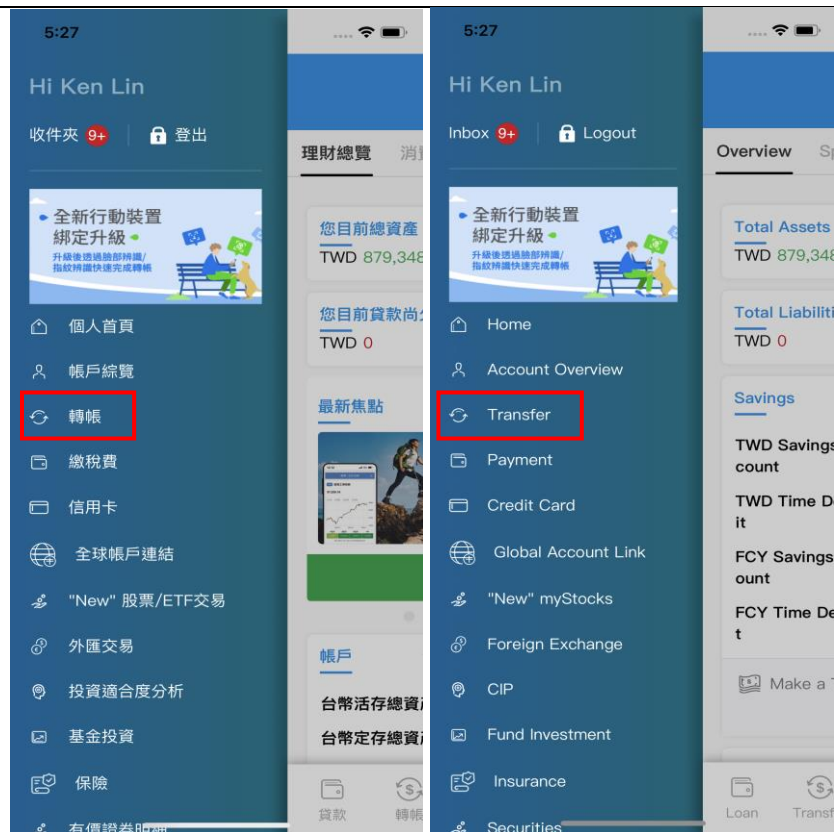 5:27
Hi Ken Lin
收件夾 9+
登出
全新行動裝置
綁定升級
升級後透過臉部辨識/
指紋辨識快速完成轉帳
個人首頁
帳戶綜覽
轉帳
繳稅費
信用卡
全球帳戶連結
"New" 股票/ETF交易
外匯交易
投資適合度分析
基金投資
保險
有價證券明細
理財總覽
您目前總資產
TWD 879,348
您目前貸款尚
TWD 0
最新焦點
帳戶
台幣活存總資
台幣定存總資
貸款
轉帳
5:27
Hi Ken Lin
Inbox 9+
Logout
全新行動裝置
綁定升級
升級後透過臉部辨識/
指紋辨識快速完成轉帳
Home
Account Overview
Transfer
Payment
Credit Card
Global Account Link
"New" myStocks
Foreign Exchange
CIP
Fund Investment
Insurance
Securities
Overview Sp
Total Assets
TWD 879,348
Total Liabiliti
TWD 0
Savings
TWD Savings
count
TWD Time De
it
FCY Savings
ount
FCY Time De
t
Make a T
Loan
Transf